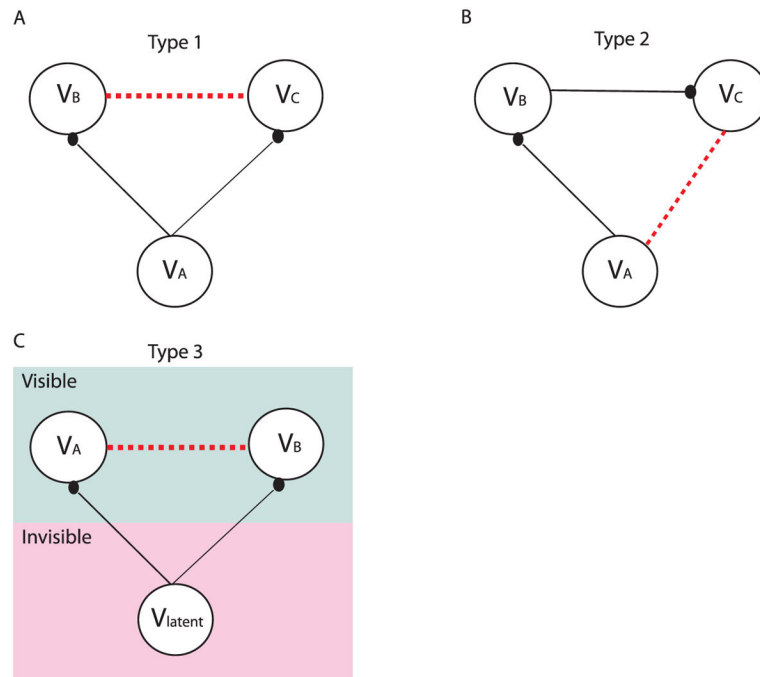 A
Type 1
VB
VC
VA
B
Type 2
VB
VC
VA
C
Type 3
Visible
VA
VB
Invisible
Vlatent